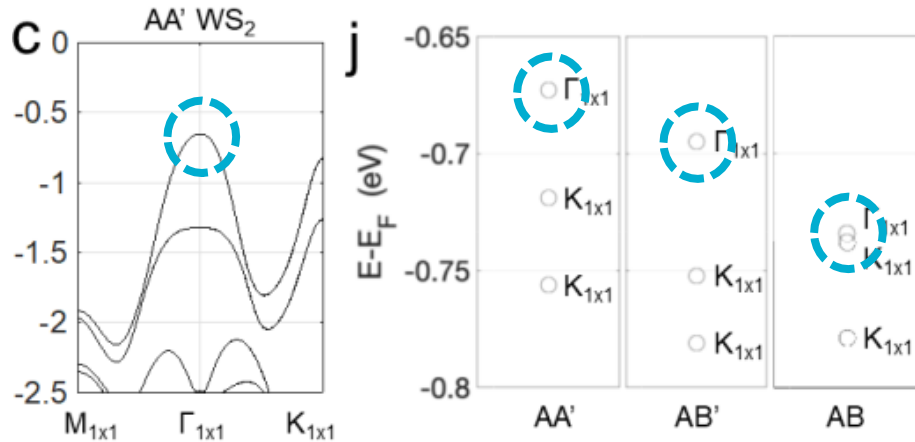 c
AA' WS₂
0
-0.5
-1
-1.5
-2
-2.5
M₁ₓ₁ Γ₁ₓ₁ K₁ₓ₁
j
E-E_F (eV)
-0.65
-0.7
-0.75
-0.8
Γ₁ₓ₁
K₁ₓ₁
K₁ₓ₁
AA'
Γ₁ₓ₁
K₁ₓ₁
K₁ₓ₁
AB'
Γ₁ₓ₁
K₁ₓ₁
K₁ₓ₁
AB